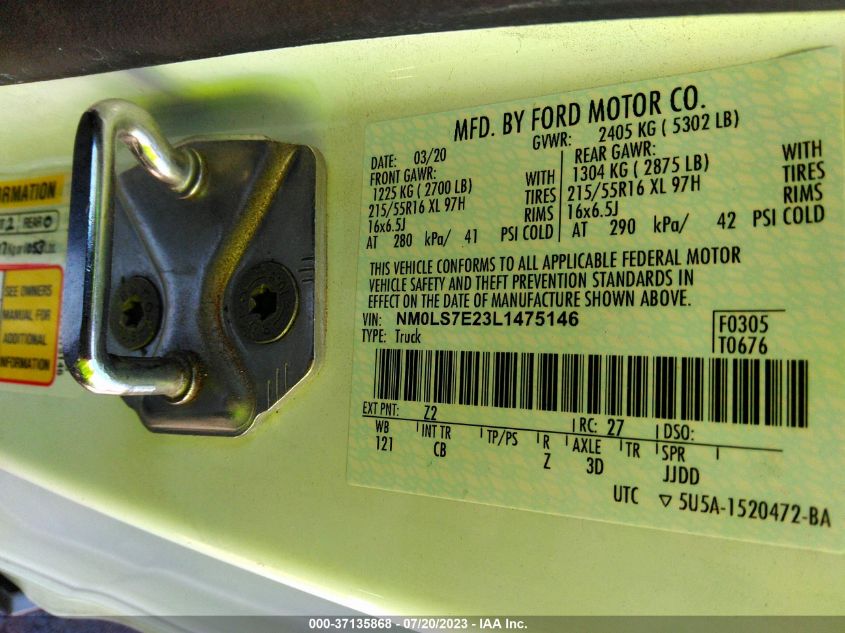 ORMATION
REAR 0
SEE OWNERS
MANUAL FOR
ADDITIONAL
MFD. BY FORD MOTOR CO.
DATE: 03/20 GVWR: 2405 KG ( 5302 LB)
FRONT GAWR: WITH REAR GAWR: WITH
1225 KG ( 2700 LB) TIRES 1304 KG ( 2875 LB) TIRES
215/55R16 XL 97H RIMS 215/55R16 XL 97H RIMS
16x6.5J 16x6.5J
AT 280 kPa/ 41 PSI COLD AT 290 kPa/ 42 PSI COLD
THIS VEHICLE CONFORMS TO ALL APPLICABLE FEDERAL MOTOR
VEHICLE SAFETY AND THEFT PREVENTION STANDARDS IN
EFFECT ON THE DATE OF MANUFACTURE SHOWN ABOVE.
VIN: NM0LS7E23L1475146 F0305
TYPE: Truck T0676
EXT PNT: Z2 RC: 27 DSO:
WB INT TR TP/PS R AXLE TR SPR
121 CB Z 3D JJDD
UTC ▽ 5U5A-1520472-BA
000-37135868 - 07/20/2023 - IAA Inc.